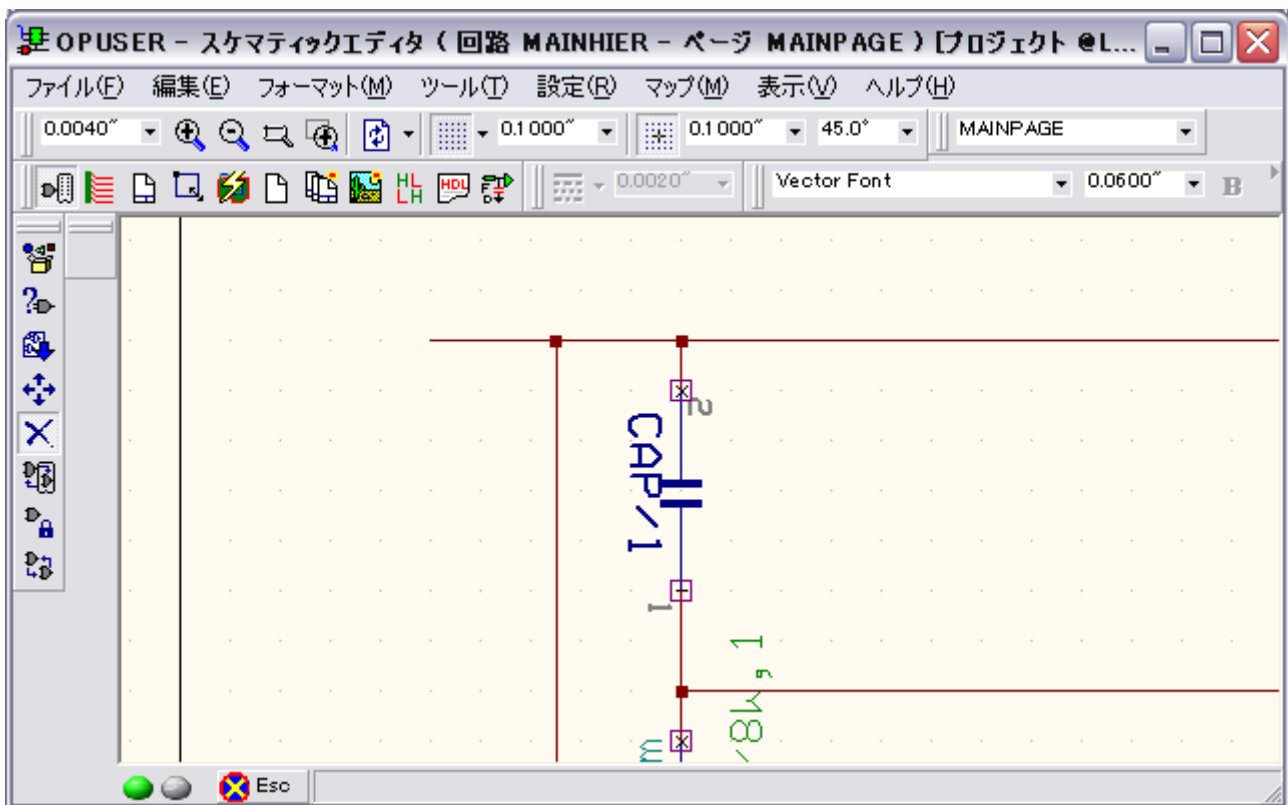 OPUSER - スケマティックエディタ ( 回路 MAINHIER - ページ MAINPAGE ) [プロジェクト @L...
ファイル(F) 編集(E) フォーマット(M) ツール(T) 設定(R) マップ(M) 表示(V) ヘルプ(H)
0.0040" 0.1000" 0.1000" 45.0° MAINPAGE
HL LH HDL 0.0020" Vector Font 0.0600" B
2
CAP/1
1
/8W,1
m
Esc